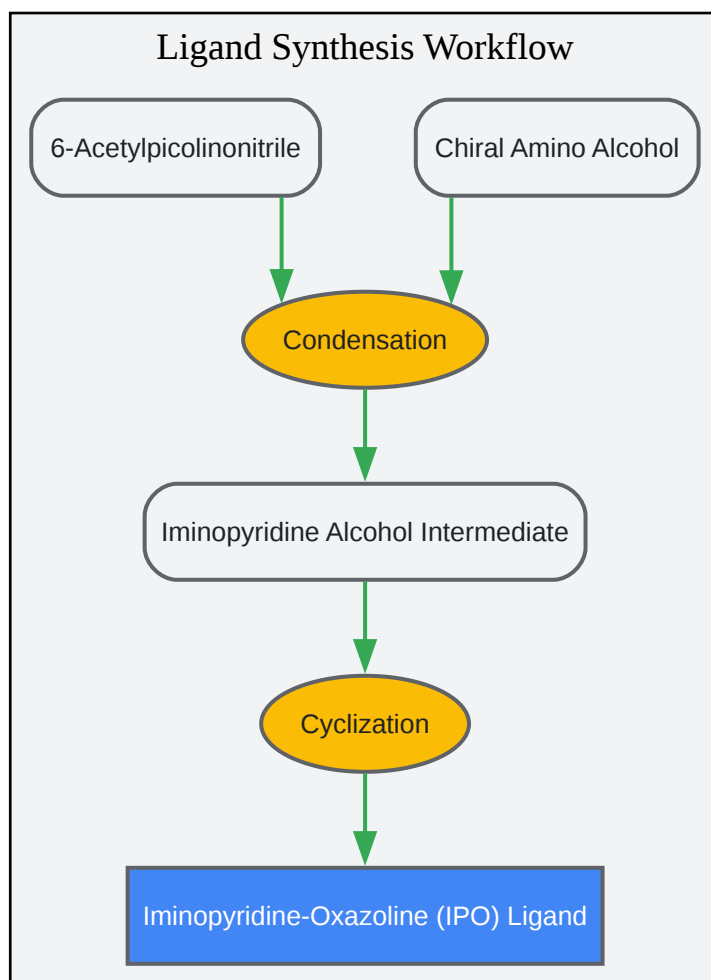 Ligand Synthesis Workflow
6-Acetylpicolinonitrile
Chiral Amino Alcohol
Condensation
Iminopyridine Alcohol Intermediate
Cyclization
Iminopyridine-Oxazoline (IPO) Ligand